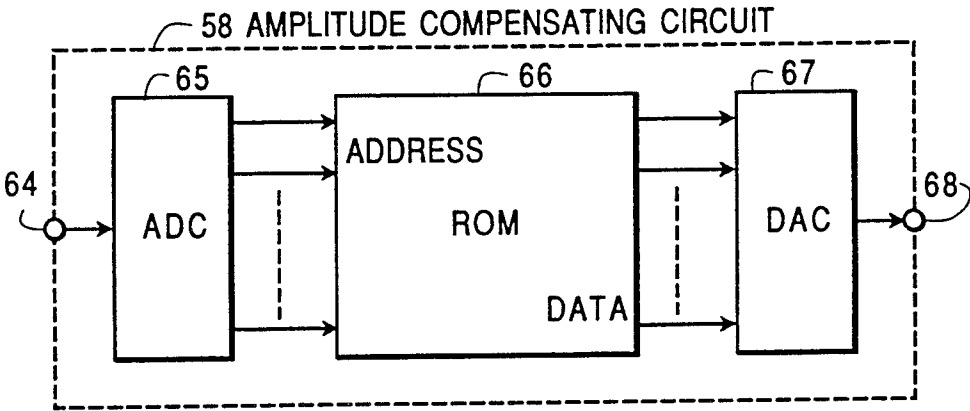 58 AMPLITUDE COMPENSATING CIRCUIT
65
66
67
64
68
ADDRESS
ADC
ROM
DAC
DATA